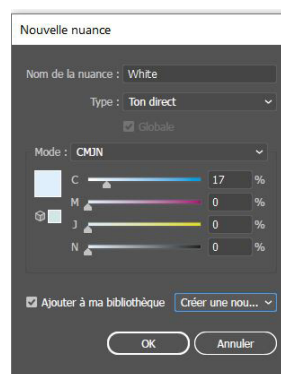 Nouvelle nuance
Nom de la nuance : White
Type : Ton direct
Globale
Mode : CMJN
C 17 %
M 0 %
J 0 %
N 0 %
Ajouter à ma bibliothèque Créer une nou...
OK Annuler